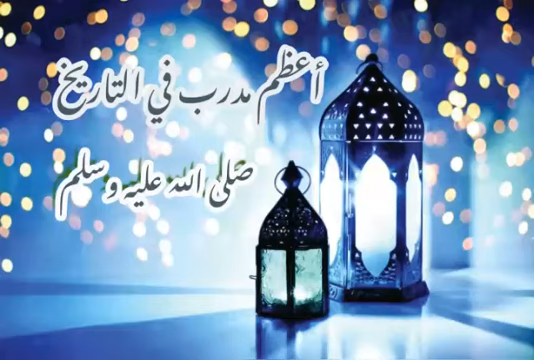 أعظم مدرب في التاريخ
صلى الله عليه وسلم